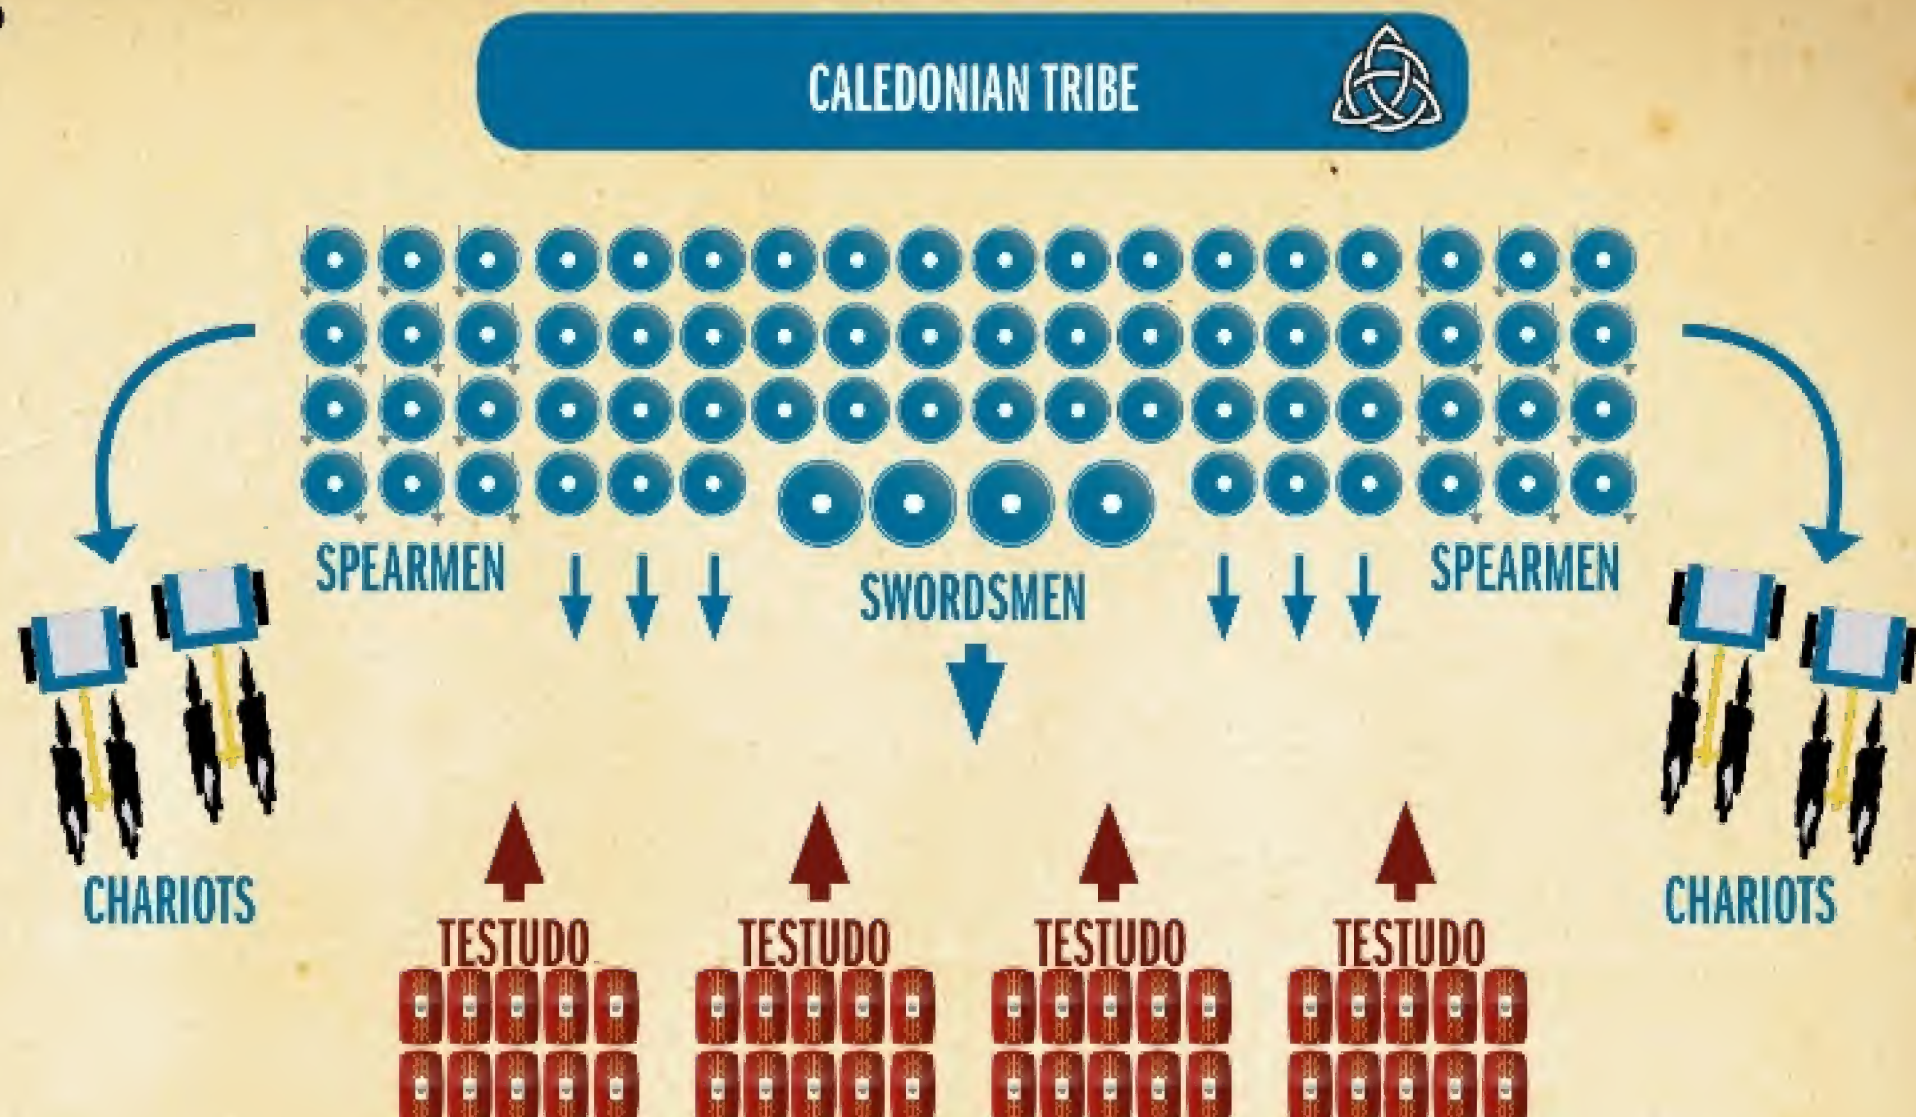 CALEDONIAN TRIBE
SPEARMEN
SWORDSMEN
SPEARMEN
CHARIOTS
CHARIOTS
TESTUDO
TESTUDO
TESTUDO
TESTUDO